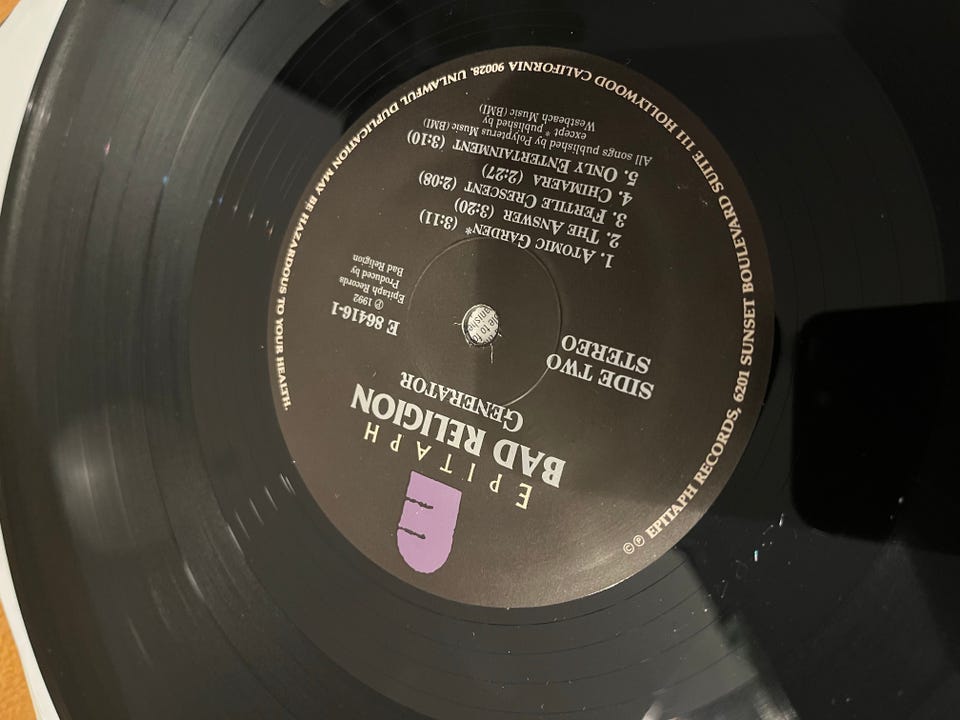 EPITAPH
BAD RELIGION
GENERATOR
SIDE TWO
STEREO
E 86416-1
℗ 1992
Epitaph Records
Produced by
Bad Religion
1. ATOMIC GARDEN* (3:11)
2. THE ANSWER (3:20)
3. FERTILE CRESCENT (2:08)
4. CHIMAERA (2:27)
5. ONLY ENTERTAINMENT (3:10)
All songs published by Polypterus Music (BMI)
except * published by
Westbeach Music (BMI)
©℗ EPITAPH RECORDS, 6201 SUNSET BOULEVARD SUITE 111 HOLLYWOOD CALIFORNIA 90028. UNLAWFUL DUPLICATION MAY BE HAZARDOUS TO YOUR HEALTH.